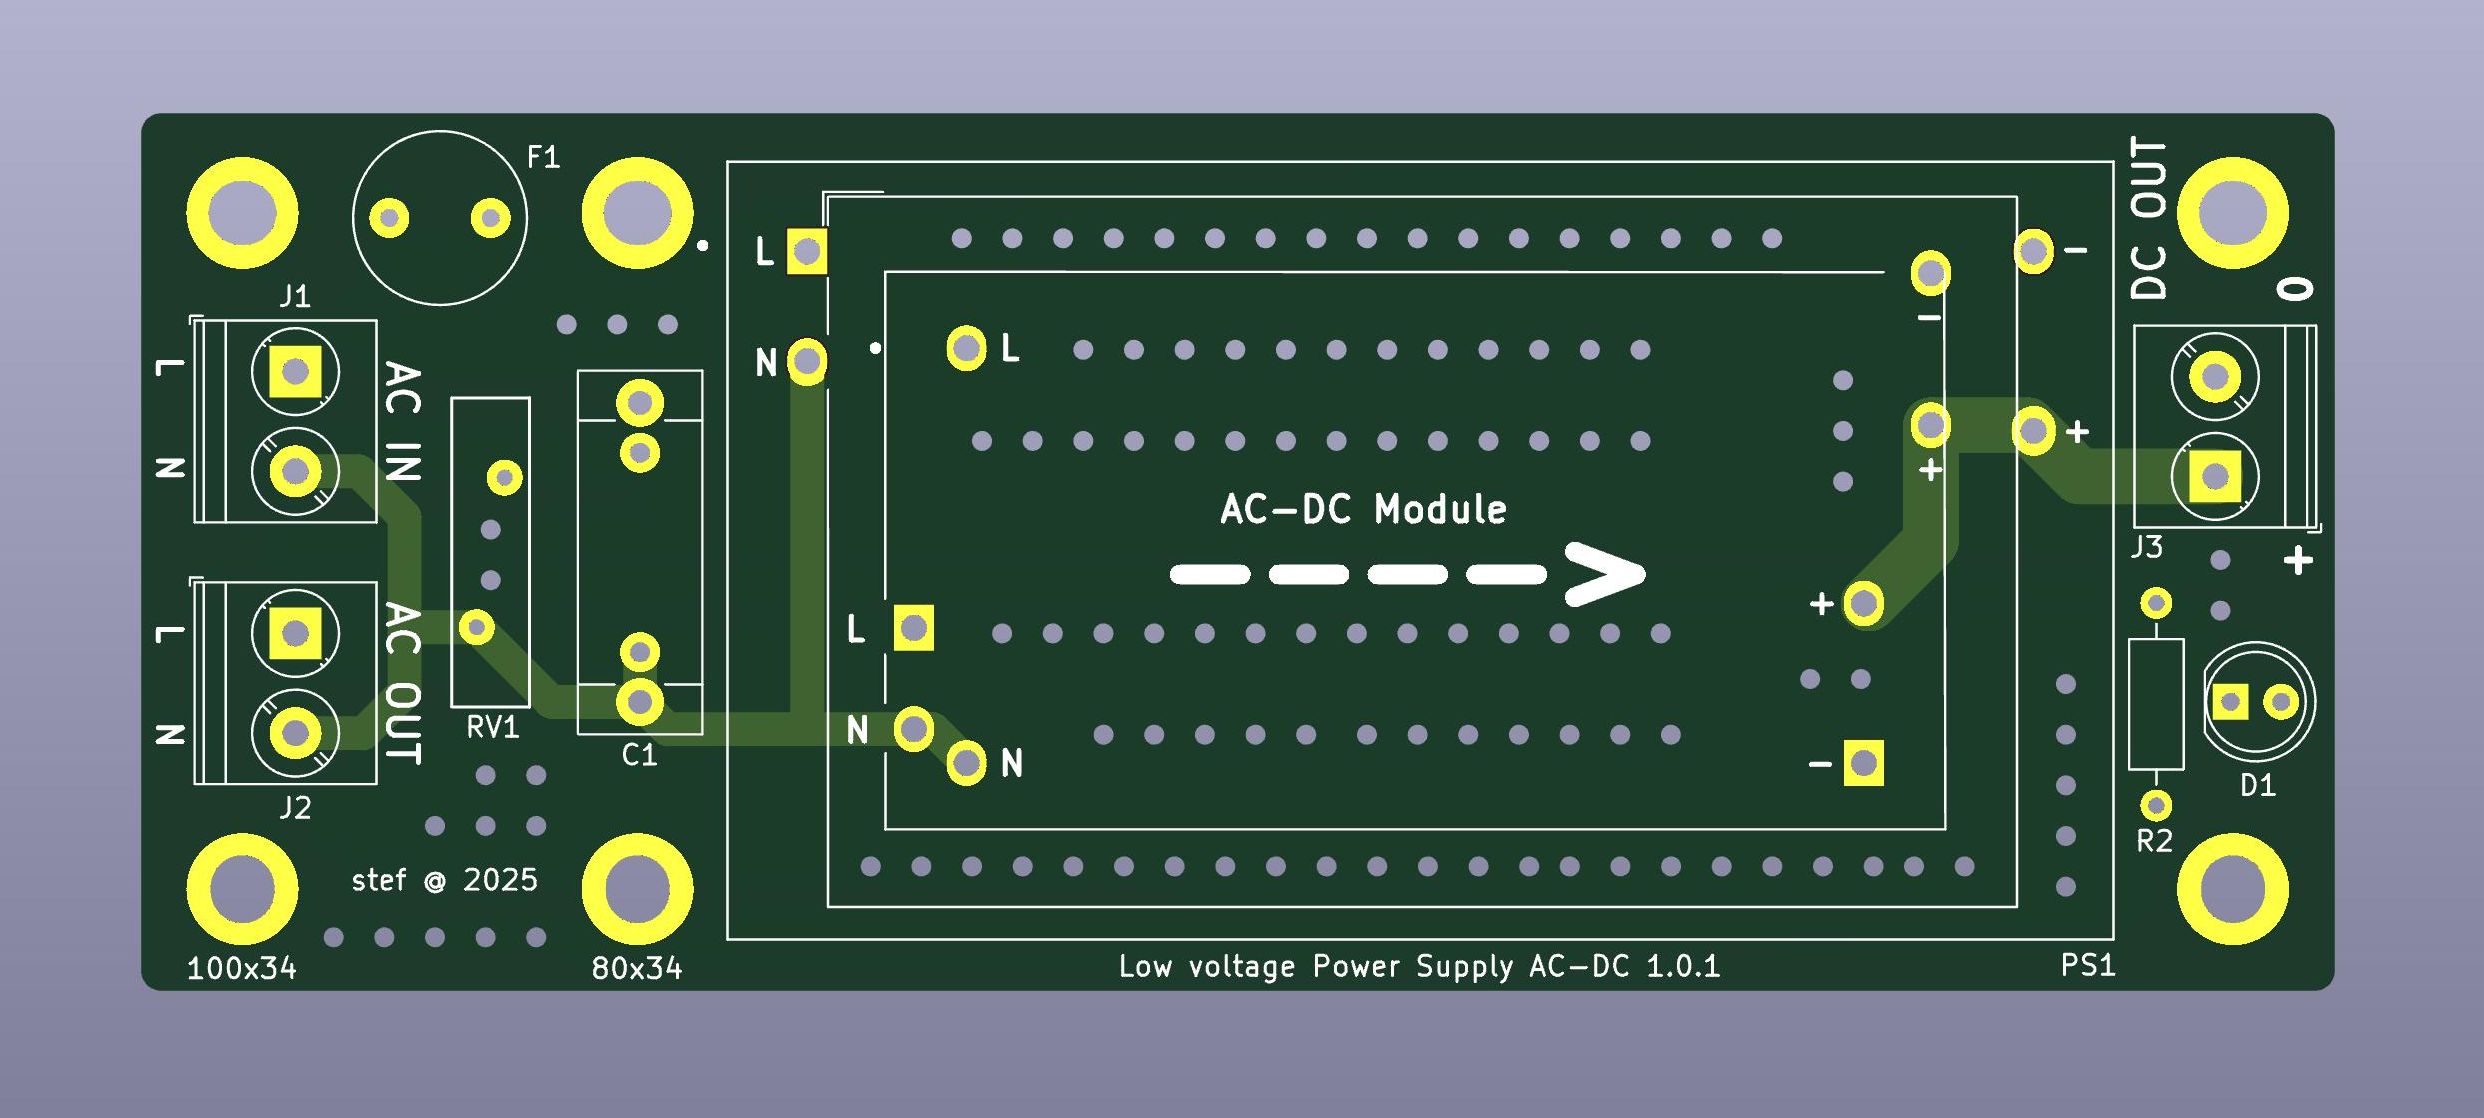 F1
J1
L
N
AC IN
L
N
AC OUT
J2
RV1
C1
stef @ 2025
100x34
80x34
L
N
L
-
-
+
+
AC-DC Module
---->
L
N
N
+
-
Low voltage Power Supply AC-DC 1.0.1
PS1
DC OUT
0
J3
+
D1
R2